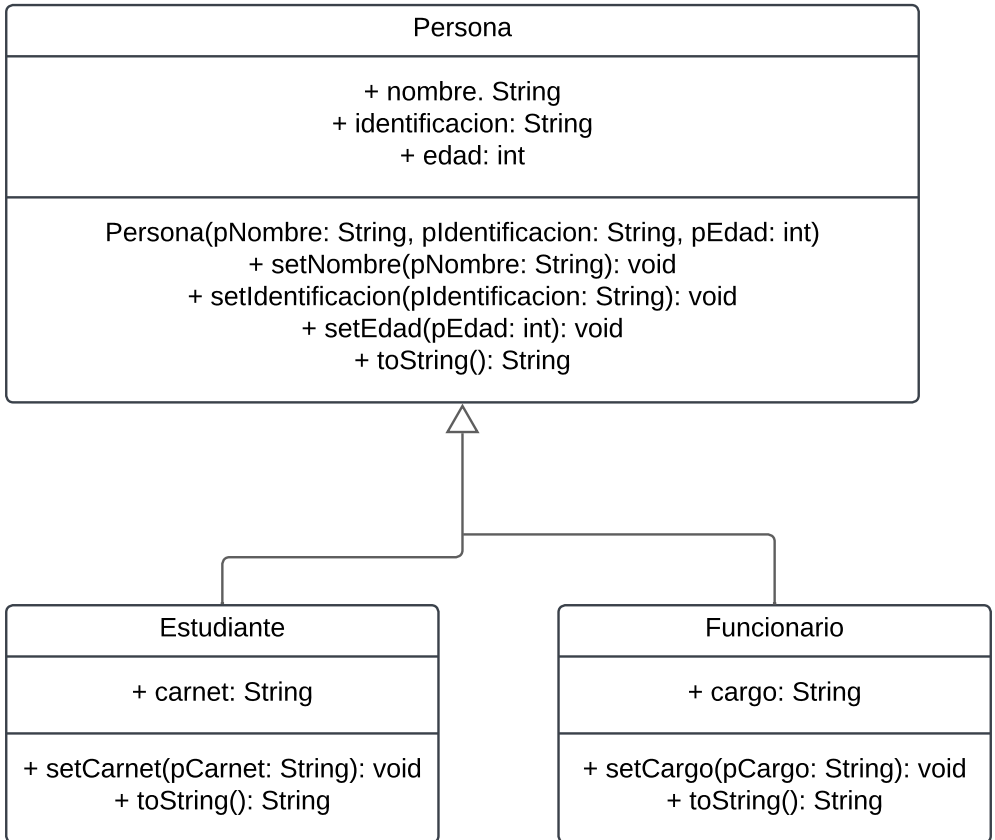 Persona
+ nombre. String
+ identificacion: String
+ edad: int
Persona(pNombre: String, pIdentificacion: String, pEdad: int)
+ setNombre(pNombre: String): void
+ setIdentificacion(pIdentificacion: String): void
+ setEdad(pEdad: int): void
+ toString(): String
Estudiante
+ carnet: String
+ setCarnet(pCarnet: String): void
+ toString(): String
Funcionario
+ cargo: String
+ setCargo(pCargo: String): void
+ toString(): String